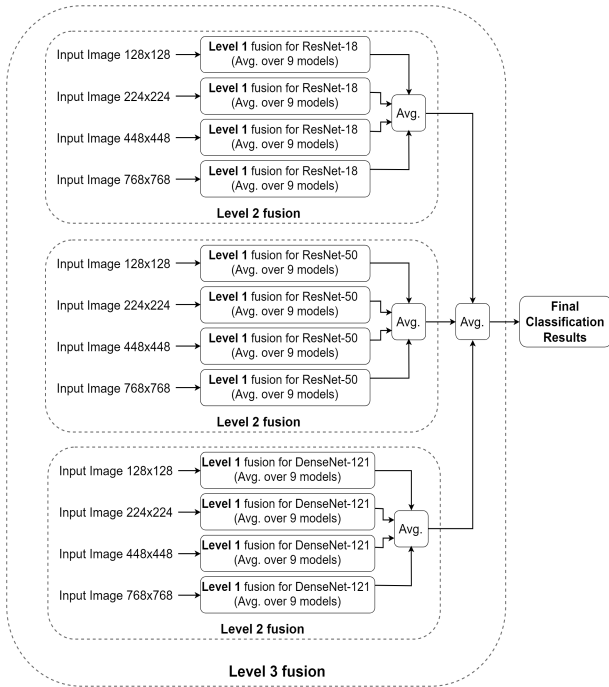 Input Image 128x128
Level 1 fusion for ResNet-18
(Avg. over 9 models)
Input Image 224x224
Level 1 fusion for ResNet-18
(Avg. over 9 models)
Input Image 448x448
Level 1 fusion for ResNet-18
(Avg. over 9 models)
Input Image 768x768
Level 1 fusion for ResNet-18
(Avg. over 9 models)
Avg.
Level 2 fusion
Input Image 128x128
Level 1 fusion for ResNet-50
(Avg. over 9 models)
Input Image 224x224
Level 1 fusion for ResNet-50
(Avg. over 9 models)
Input Image 448x448
Level 1 fusion for ResNet-50
(Avg. over 9 models)
Input Image 768x768
Level 1 fusion for ResNet-50
(Avg. over 9 models)
Avg.
Level 2 fusion
Avg.
Final
Classification
Results
Input Image 128x128
Level 1 fusion for DenseNet-121
(Avg. over 9 models)
Input Image 224x224
Level 1 fusion for DenseNet-121
(Avg. over 9 models)
Input Image 448x448
Level 1 fusion for DenseNet-121
(Avg. over 9 models)
Input Image 768x768
Level 1 fusion for DenseNet-121
(Avg. over 9 models)
Avg.
Level 2 fusion
Level 3 fusion